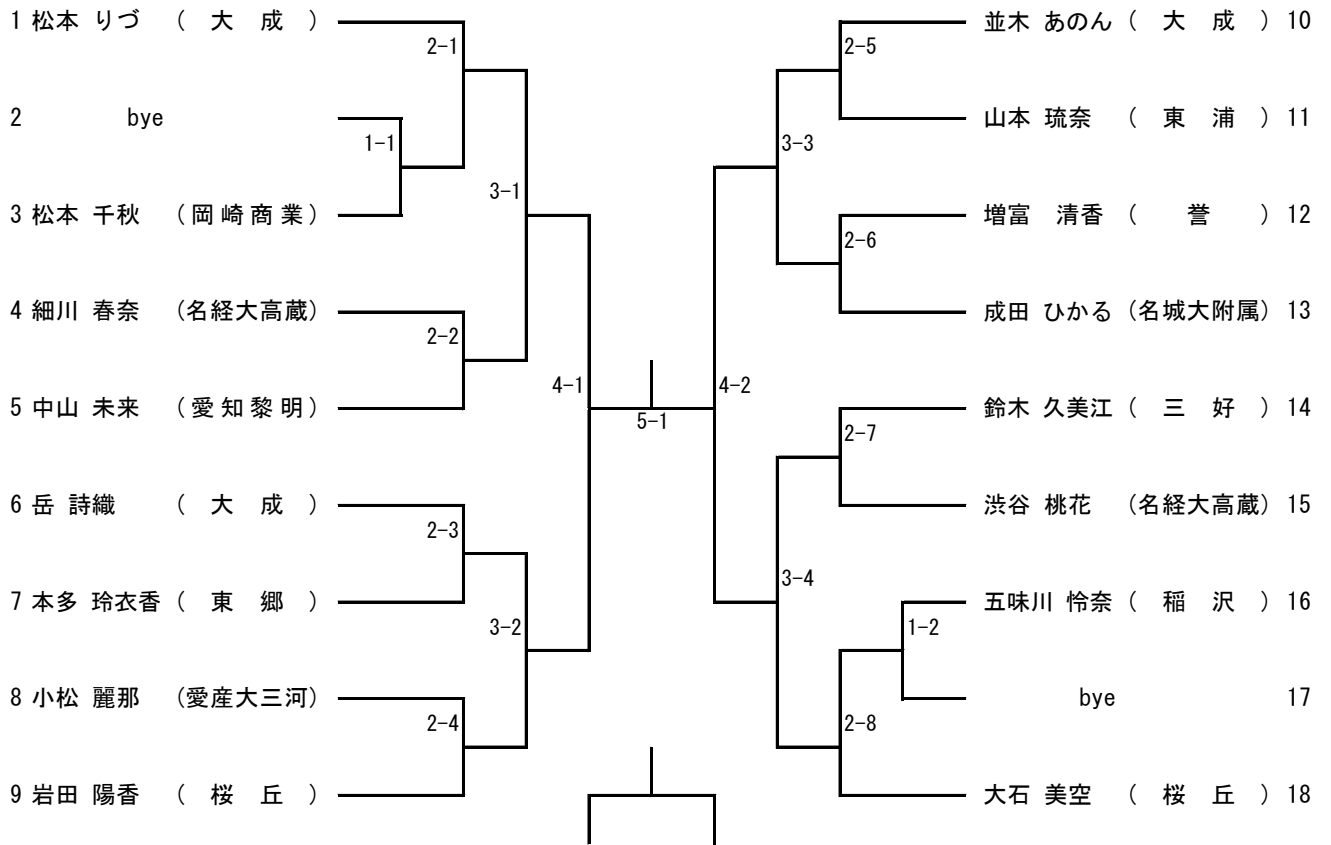 1 松本 りづ （ 大 成 ）
2-1
2 bye
1-1
3 松本 千秋 （岡崎商業）
3-1
4 細川 春奈 （名経大高蔵）
2-2
5 中山 未来 （愛知黎明）
4-1
6 岳 詩織 （ 大 成 ）
2-3
7 本多 玲衣香（ 東 郷 ）
3-2
8 小松 麗那 （愛産大三河）
2-4
9 岩田 陽香 （ 桜 丘 ）
5-1
並木 あのん（ 大 成 ）10
2-5
山本 琉奈 （ 東 浦 ）11
3-3
増富 清香（ 誉 ）12
2-6
成田 ひかる（名城大附属）13
4-2
鈴木 久美江（ 三 好 ）14
2-7
渋谷 桃花 （名経大高蔵）15
3-4
五味川 怜奈（ 稲 沢 ）16
1-2
bye 17
2-8
大石 美空 （ 桜 丘 ）18